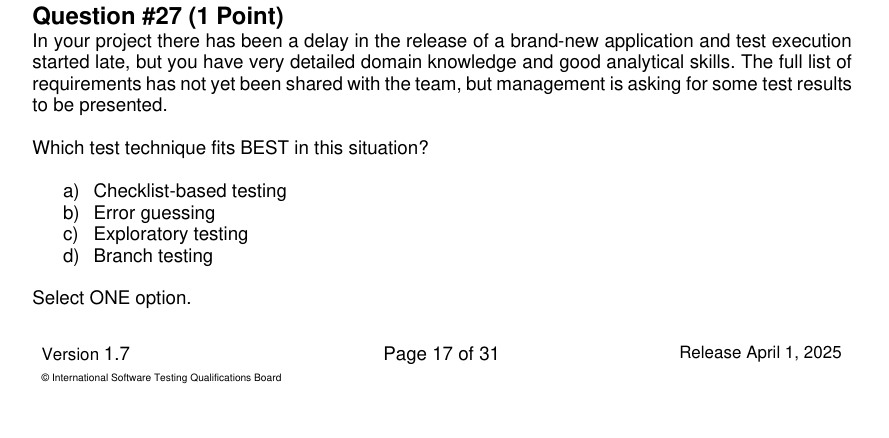 Question #27 (1 Point)
In your project there has been a delay in the release of a brand-new application and test execution
started late, but you have very detailed domain knowledge and good analytical skills. The full list of
requirements has not yet been shared with the team, but management is asking for some test results
to be presented.
Which test technique fits BEST in this situation?
a) Checklist-based testing
b) Error guessing
c) Exploratory testing
d) Branch testing
Select ONE option.
Version 1.7 Page 17 of 31 Release April 1, 2025
© International Software Testing Qualifications Board